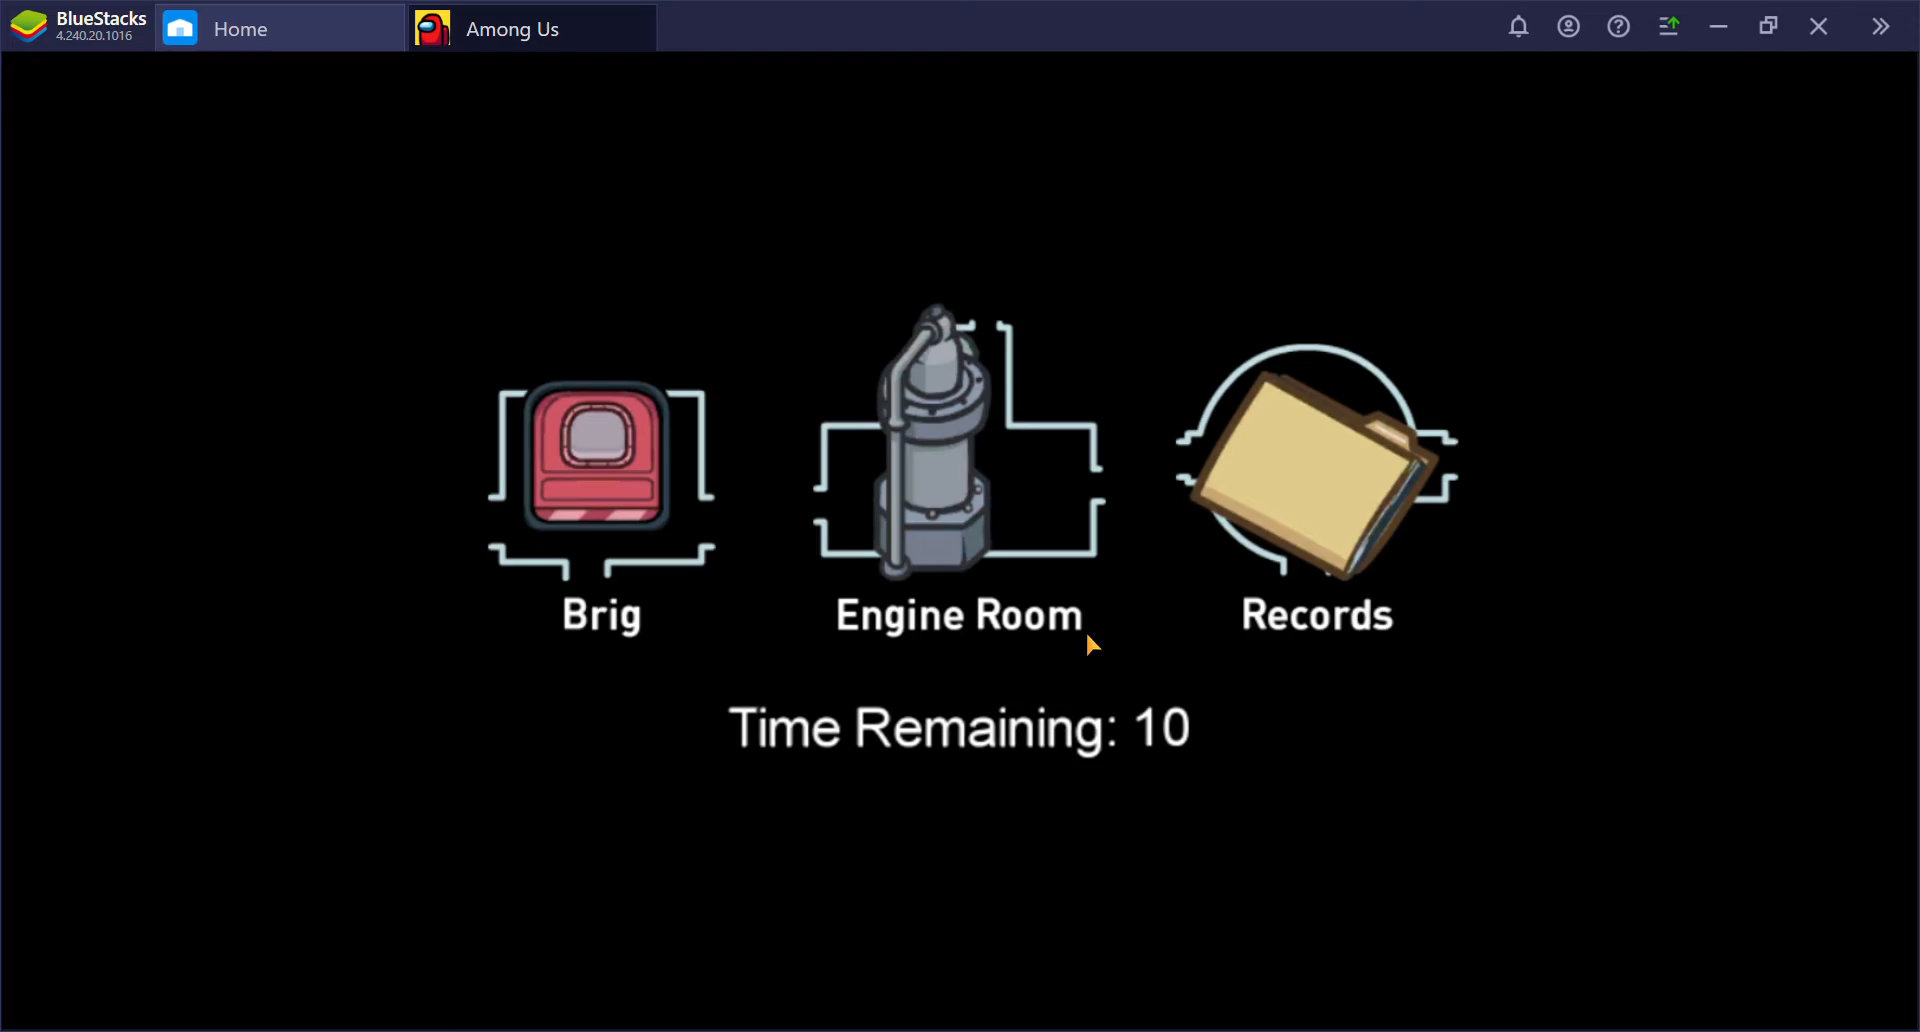 BlueStacks
4.240.20.1016
Home
Among Us
Brig
Engine Room
Records
Time Remaining: 10